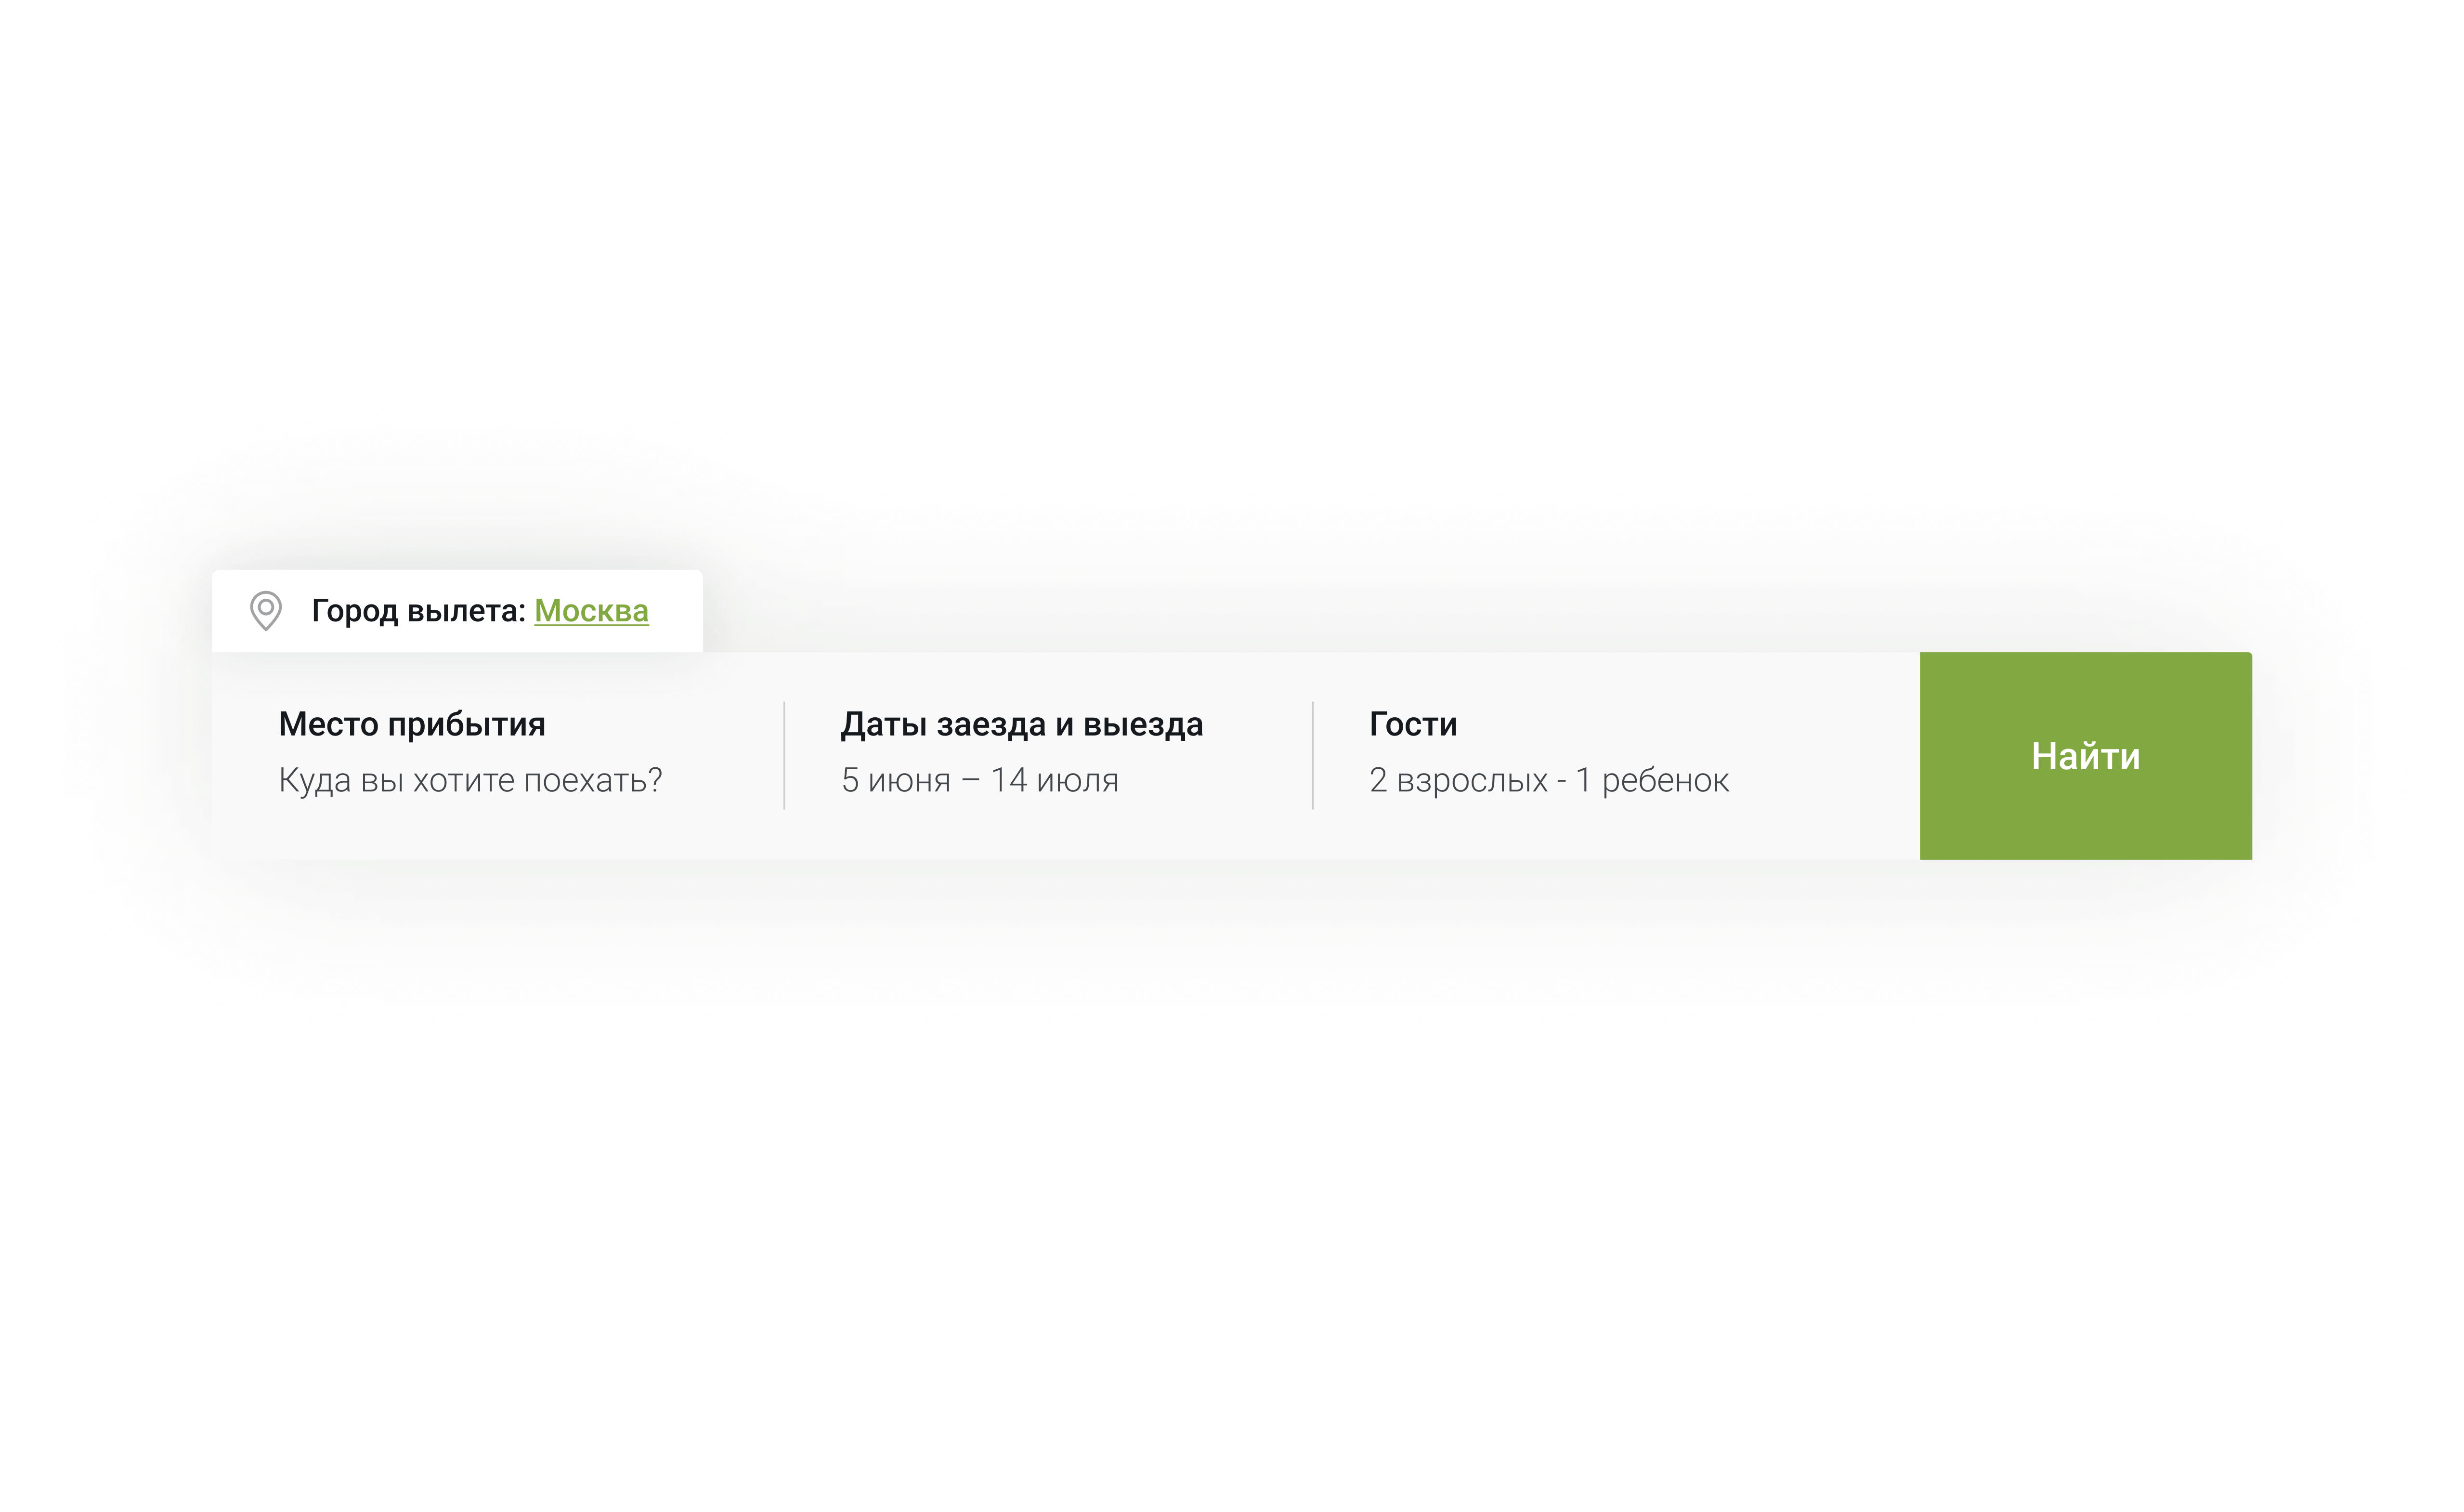 Город вылета: Москва
Место прибытия
Куда вы хотите поехать?
Даты заезда и выезда
5 июня – 14 июля
Гости
2 взрослых - 1 ребенок
Найти